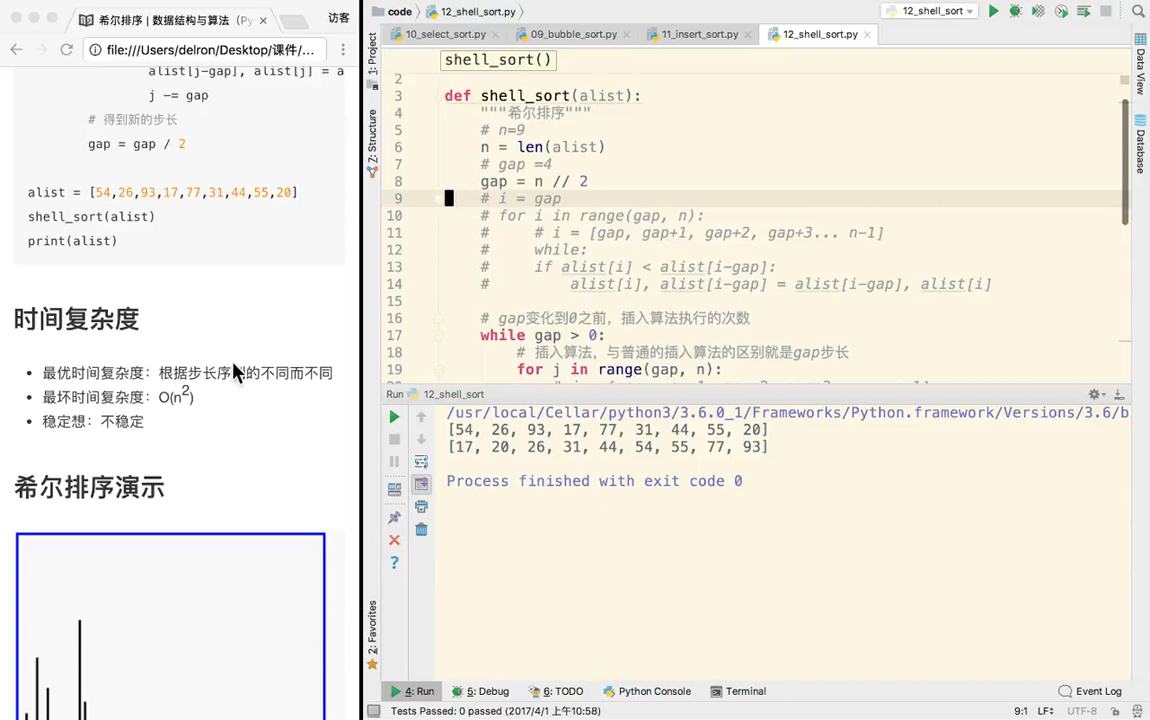 希尔排序 | 数据结构与算法 (Py
访客
file:///Users/delron/Desktop/课件/...
alist[j-gap], alist[j] = a
j -= gap
# 得到新的步长
gap = gap / 2
alist = [54,26,93,17,77,31,44,55,20]
shell_sort(alist)
print(alist)
时间复杂度
最优时间复杂度：根据步长序 的不同而不同
最坏时间复杂度：O(n2)
稳定想：不稳定
希尔排序演示
code
12_shell_sort.py
12_shell_sort
10_select_sort.py
09_bubble_sort.py
11_insert_sort.py
12_shell_sort.py
shell_sort()
2
3 def shell_sort(alist):
4 """希尔排序"""
5 # n=9
6 n = len(alist)
7 # gap =4
8 gap = n // 2
9 # i = gap
10 # for i in range(gap, n):
11 # # i = [gap, gap+1, gap+2, gap+3... n-1]
12 # while:
13 # if alist[i] < alist[i-gap]:
14 # alist[i], alist[i-gap] = alist[i-gap], alist[i]
15
16 # gap变化到0之前，插入算法执行的次数
17 while gap > 0:
18 # 插入算法，与普通的插入算法的区别就是gap步长
19 for j in range(gap, n):
1: Project
7: Structure
2: Favorites
Data View
Database
Run 12_shell_sort
/usr/local/Cellar/python3/3.6.0_1/Frameworks/Python.framework/Versions/3.6/b
[54, 26, 93, 17, 77, 31, 44, 55, 20]
[17, 20, 26, 31, 44, 54, 55, 77, 93]
Process finished with exit code 0
4: Run
5: Debug
6: TODO
Python Console
Terminal
Event Log
Tests Passed: 0 passed (2017/4/1 上午10:58)
9:1
LF
UTF-8